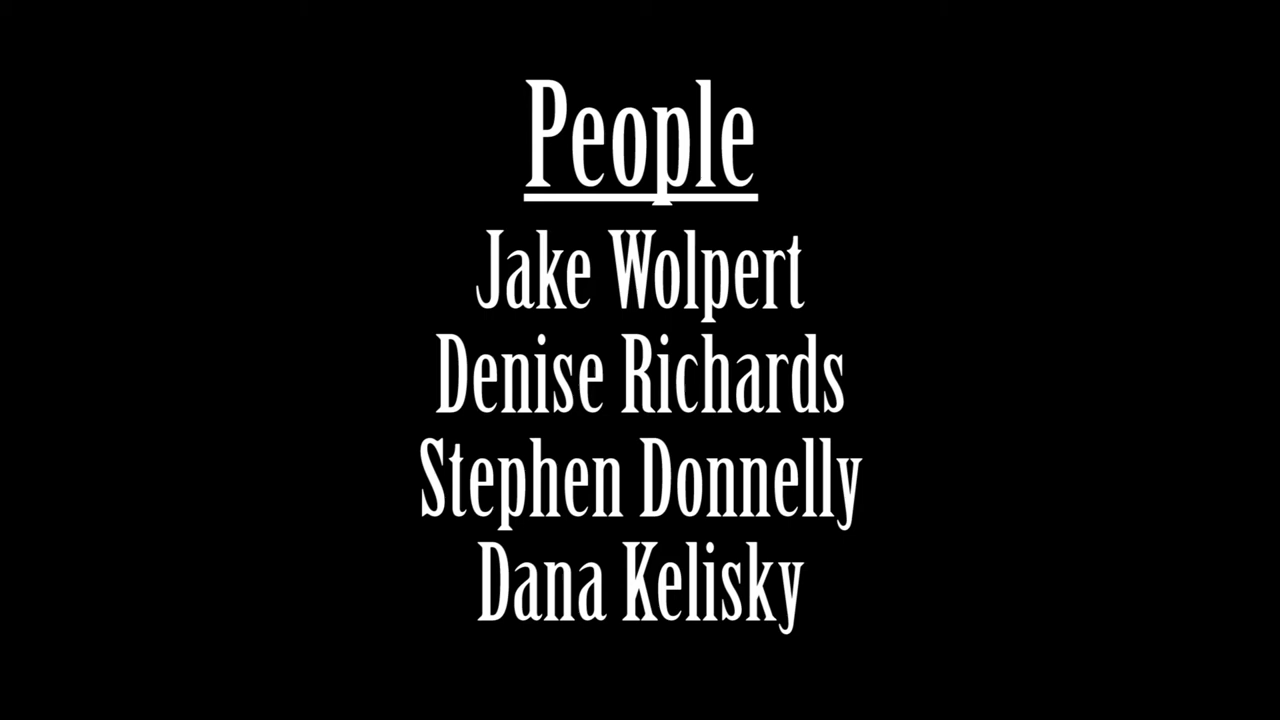 People
Jake Wolpert
Denise Richards
Stephen Donnelly
Dana Kelisky